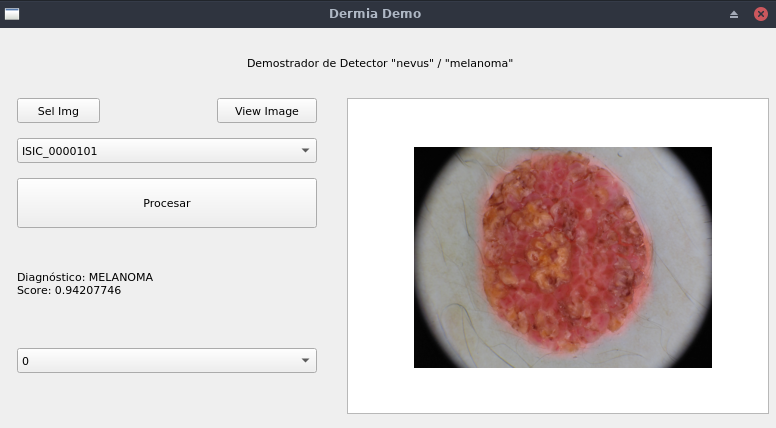 Dermia Demo
Demostrador de Detector "nevus" / "melanoma"
Sel Img
View Image
ISIC_0000101
Procesar
Diagnóstico: MELANOMA
Score: 0.94207746
0